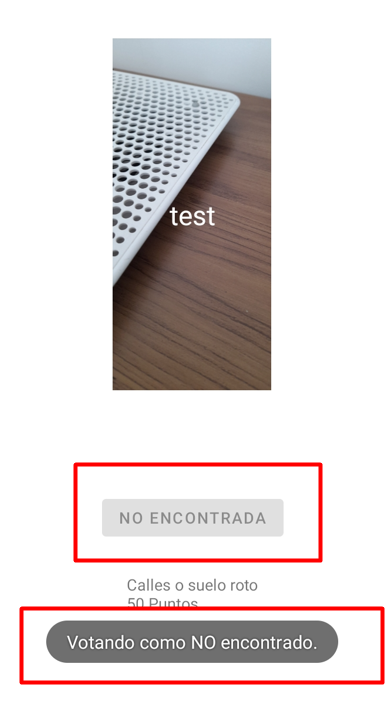 test
NO ENCONTRADA
Calles o suelo roto
50 Puntos
Votando como NO encontrado.